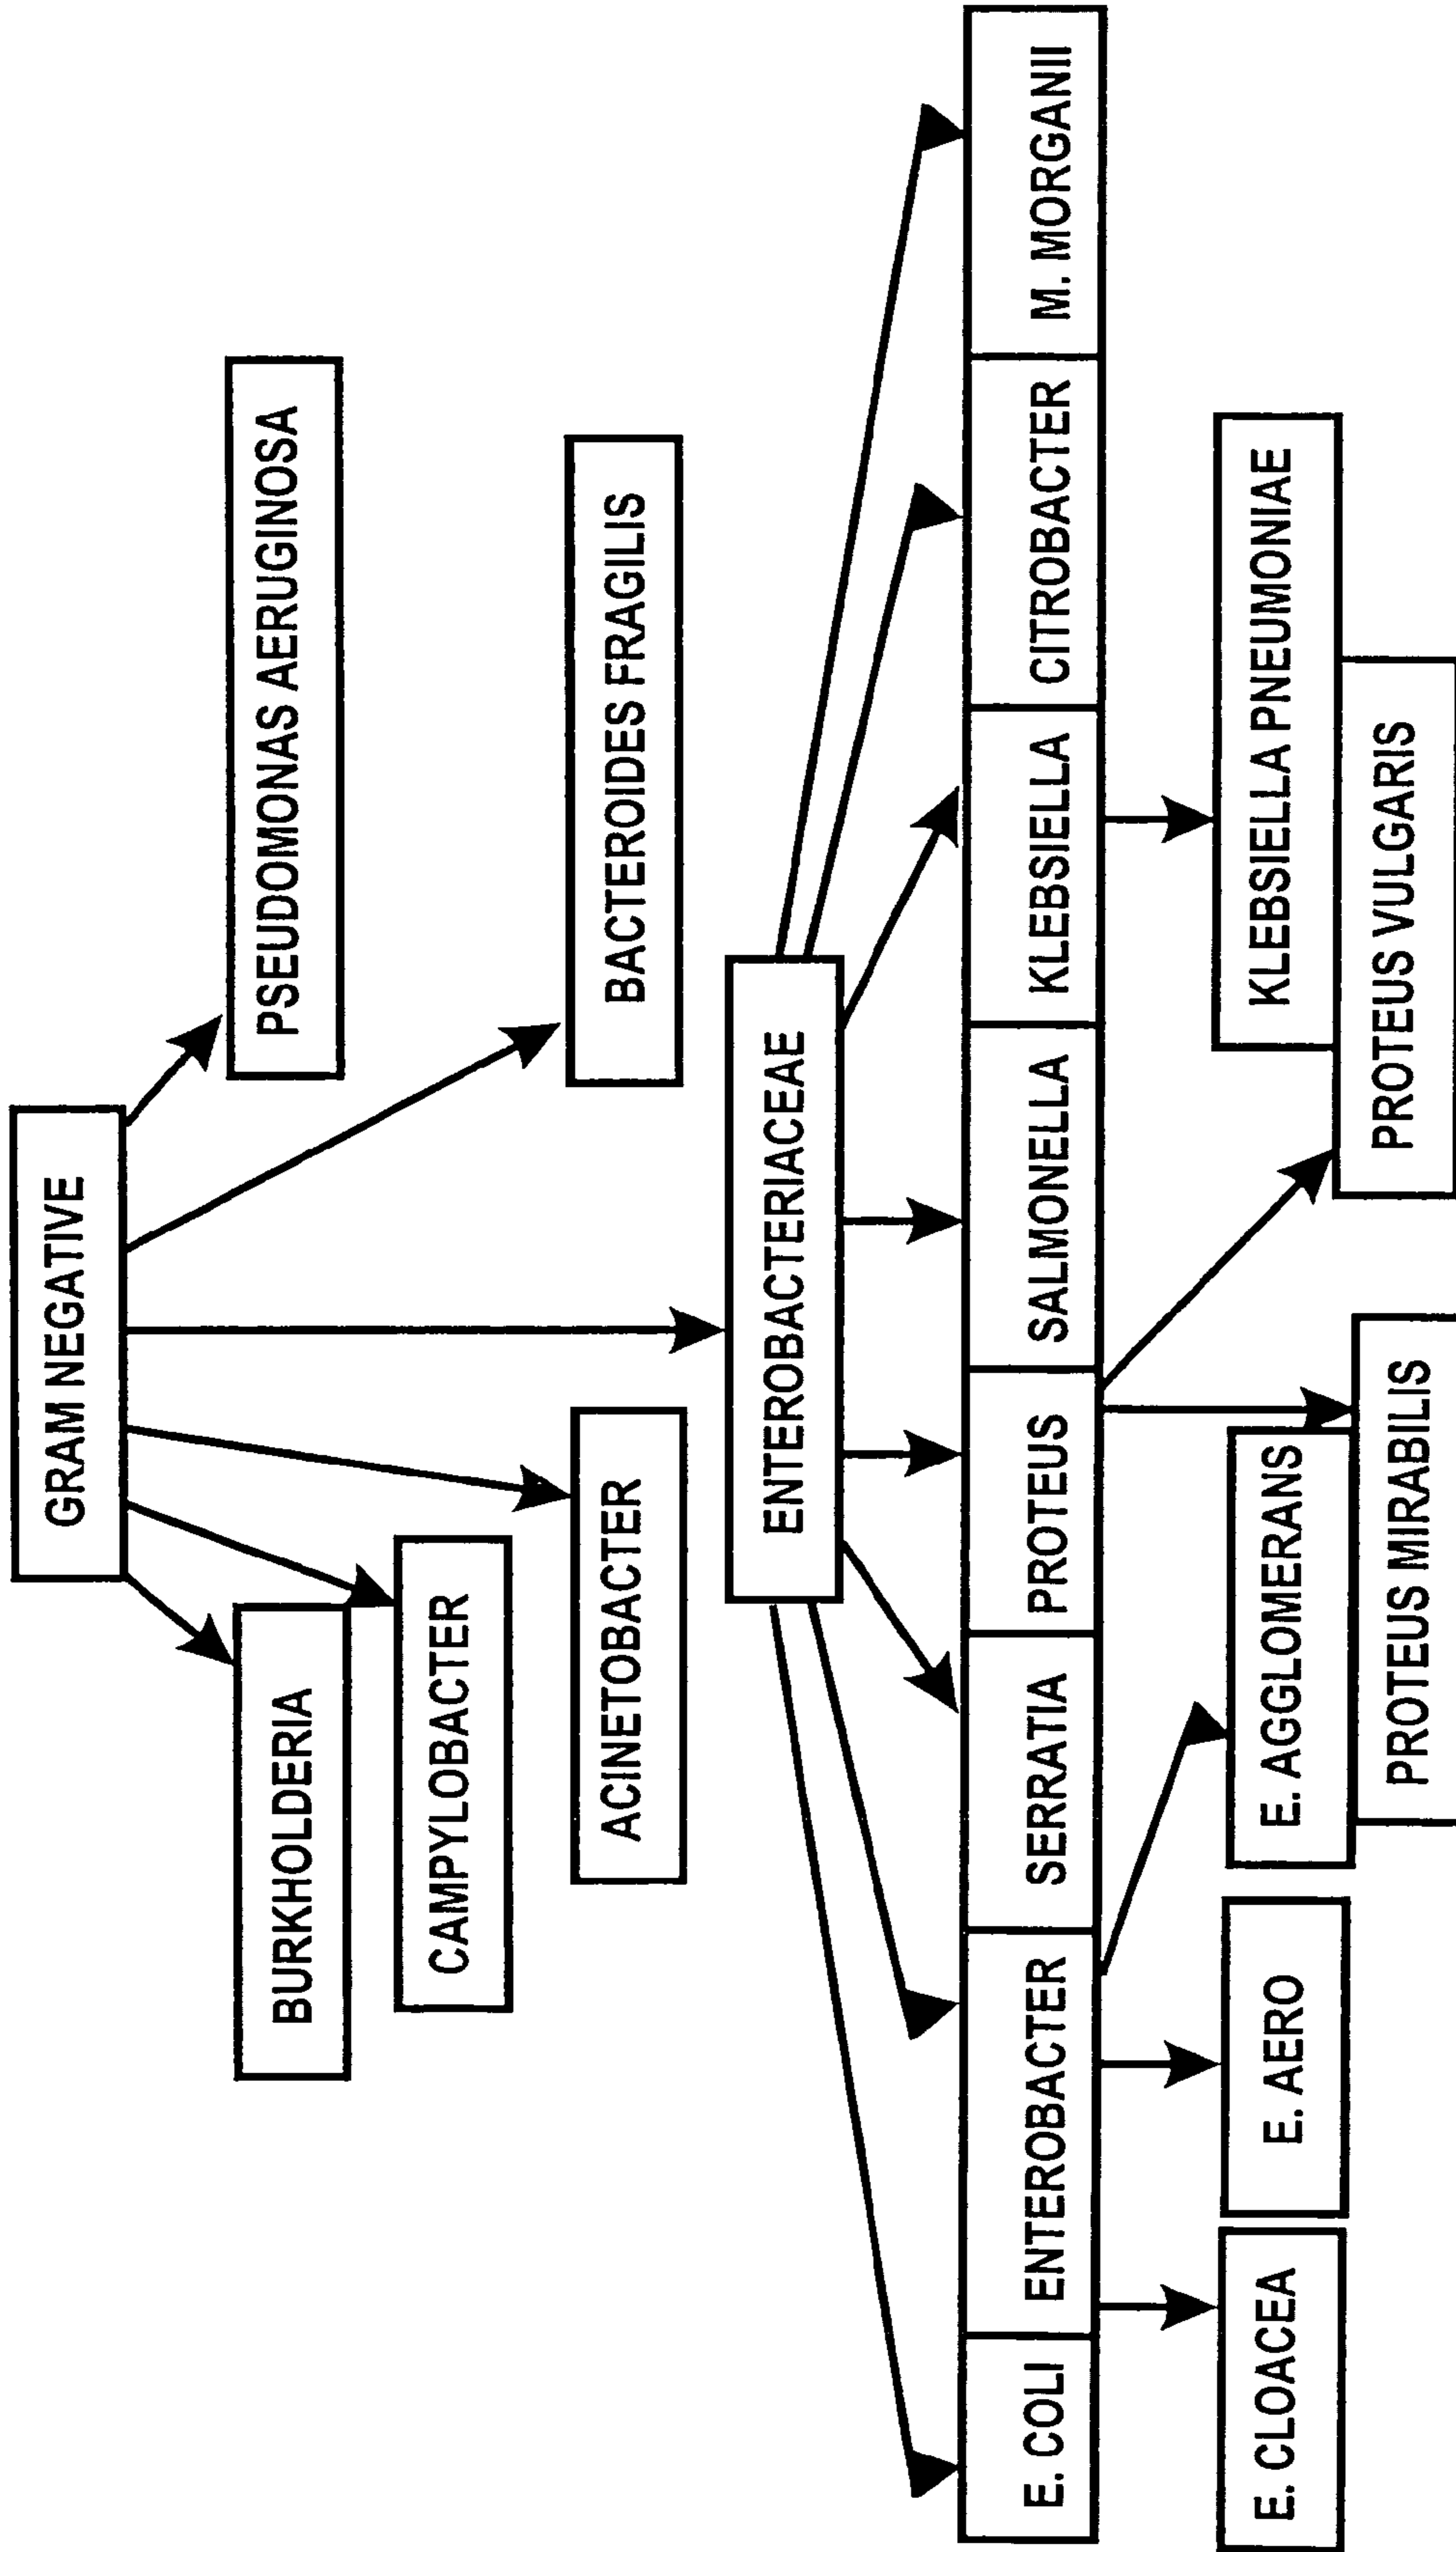 GRAM NEGATIVE
BURKHOLDERIA
PSEUDOMONAS AERUGINOSA
CAMPYLOBACTER
ACINETOBACTER
BACTEROIDES FRAGILIS
ENTEROBACTERIACEAE
E. COLI
ENTEROBACTER
SERRATIA
PROTEUS
SALMONELLA
KLEBSIELLA
CITROBACTER
M. MORGANII
E. CLOACEA
E. AERO
E. AGGLOMERANS
KLEBSIELLA PNEUMONIAE
PROTEUS MIRABILIS
PROTEUS VULGARIS